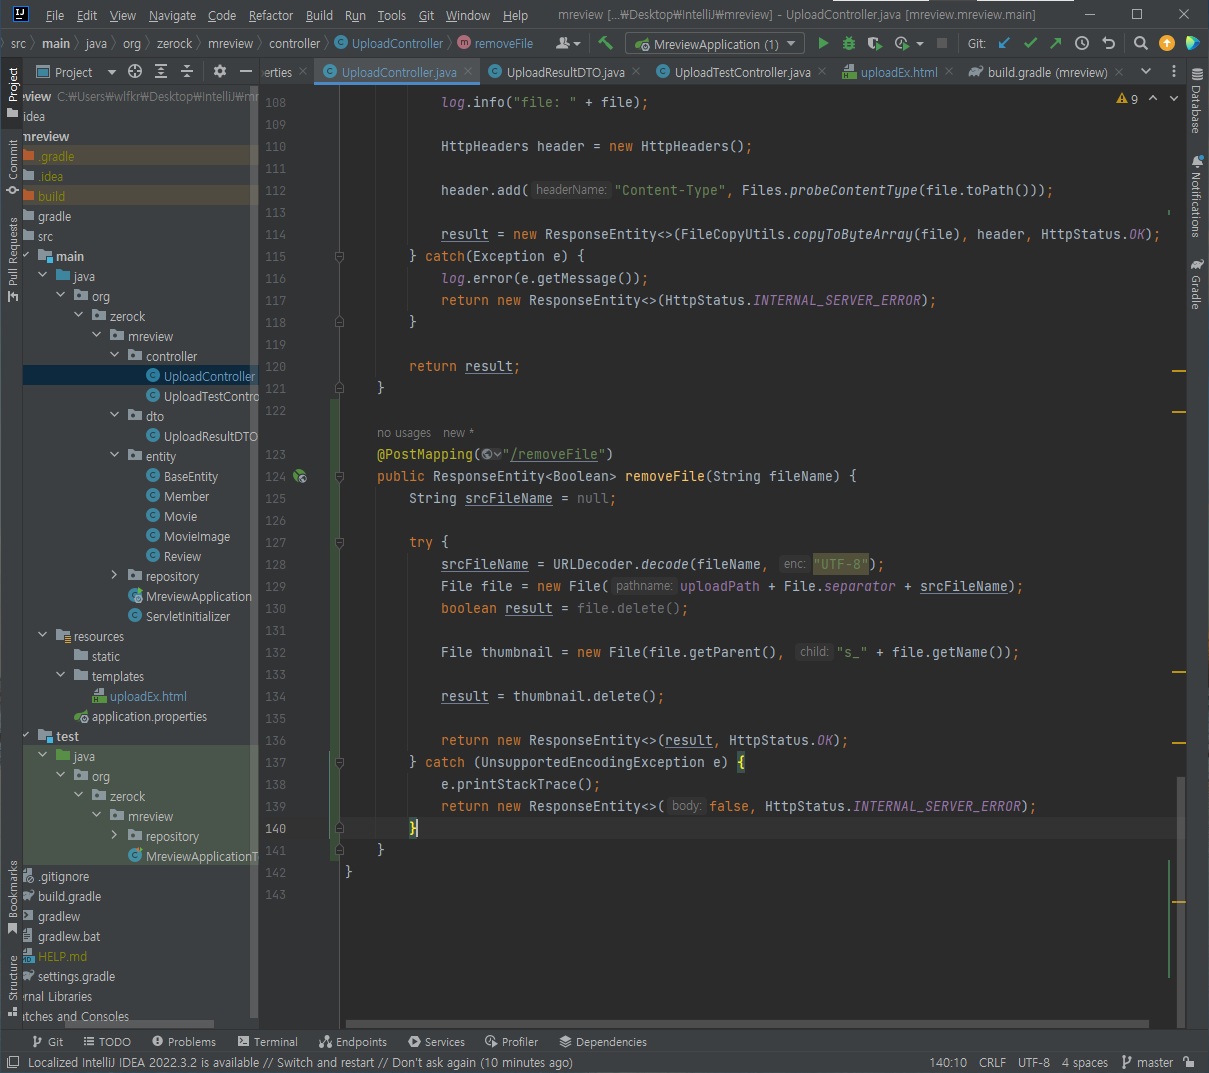 File Edit View Navigate Code Refactor Build Run Tools Git Window Help mreview [...₩Desktop₩IntelliJ₩mreview] - UploadController.java [mreview.mreview.main]
src main java org zerock mreview controller UploadController removeFile MreviewApplication (1) Git:
Project erties UploadController.java UploadResultDTO.java UploadTestController.java uploadEx.html build.gradle (mreview)
Project
Commit
Pull Requests
Bookmarks
Structure
eview C:₩Users₩wlfkr₩Desktop₩IntelliJ₩mr
idea
mreview
.gradle
.idea
build
gradle
src
main
java
org
zerock
mreview
controller
UploadController
UploadTestContro
dto
UploadResultDTO
entity
BaseEntity
Member
Movie
MovieImage
Review
repository
MreviewApplication
ServletInitializer
resources
static
templates
uploadEx.html
application.properties
test
java
org
zerock
mreview
repository
MreviewApplicationT
.gitignore
build.gradle
gradlew
gradlew.bat
HELP.md
settings.gradle
rnal Libraries
atches and Consoles
9
108 log.info("file: " + file);
109
110 HttpHeaders header = new HttpHeaders();
111
112 header.add( headerName: "Content-Type", Files.probeContentType(file.toPath()));
113
114 result = new ResponseEntity<>(FileCopyUtils.copyToByteArray(file), header, HttpStatus.OK);
115 } catch(Exception e) {
116 log.error(e.getMessage());
117 return new ResponseEntity<>(HttpStatus.INTERNAL_SERVER_ERROR);
118 }
119
120 return result;
121 }
122
no usages new *
123 @PostMapping("/removeFile")
124 public ResponseEntity<Boolean> removeFile(String fileName) {
125 String srcFileName = null;
126
127 try {
128 srcFileName = URLDecoder.decode(fileName, enc: "UTF-8");
129 File file = new File( pathname: uploadPath + File.separator + srcFileName);
130 boolean result = file.delete();
131
132 File thumbnail = new File(file.getParent(), child: "s_" + file.getName());
133
134 result = thumbnail.delete();
135
136 return new ResponseEntity<>(result, HttpStatus.OK);
137 } catch (UnsupportedEncodingException e) {
138 e.printStackTrace();
139 return new ResponseEntity<>( body: false, HttpStatus.INTERNAL_SERVER_ERROR);
140 }
141 }
142 }
143
Database
Notifications
Gradle
Git TODO Problems Terminal Endpoints Services Profiler Dependencies
Localized IntelliJ IDEA 2022.3.2 is available // Switch and restart // Don't ask again (10 minutes ago) 140:10 CRLF UTF-8 4 spaces master